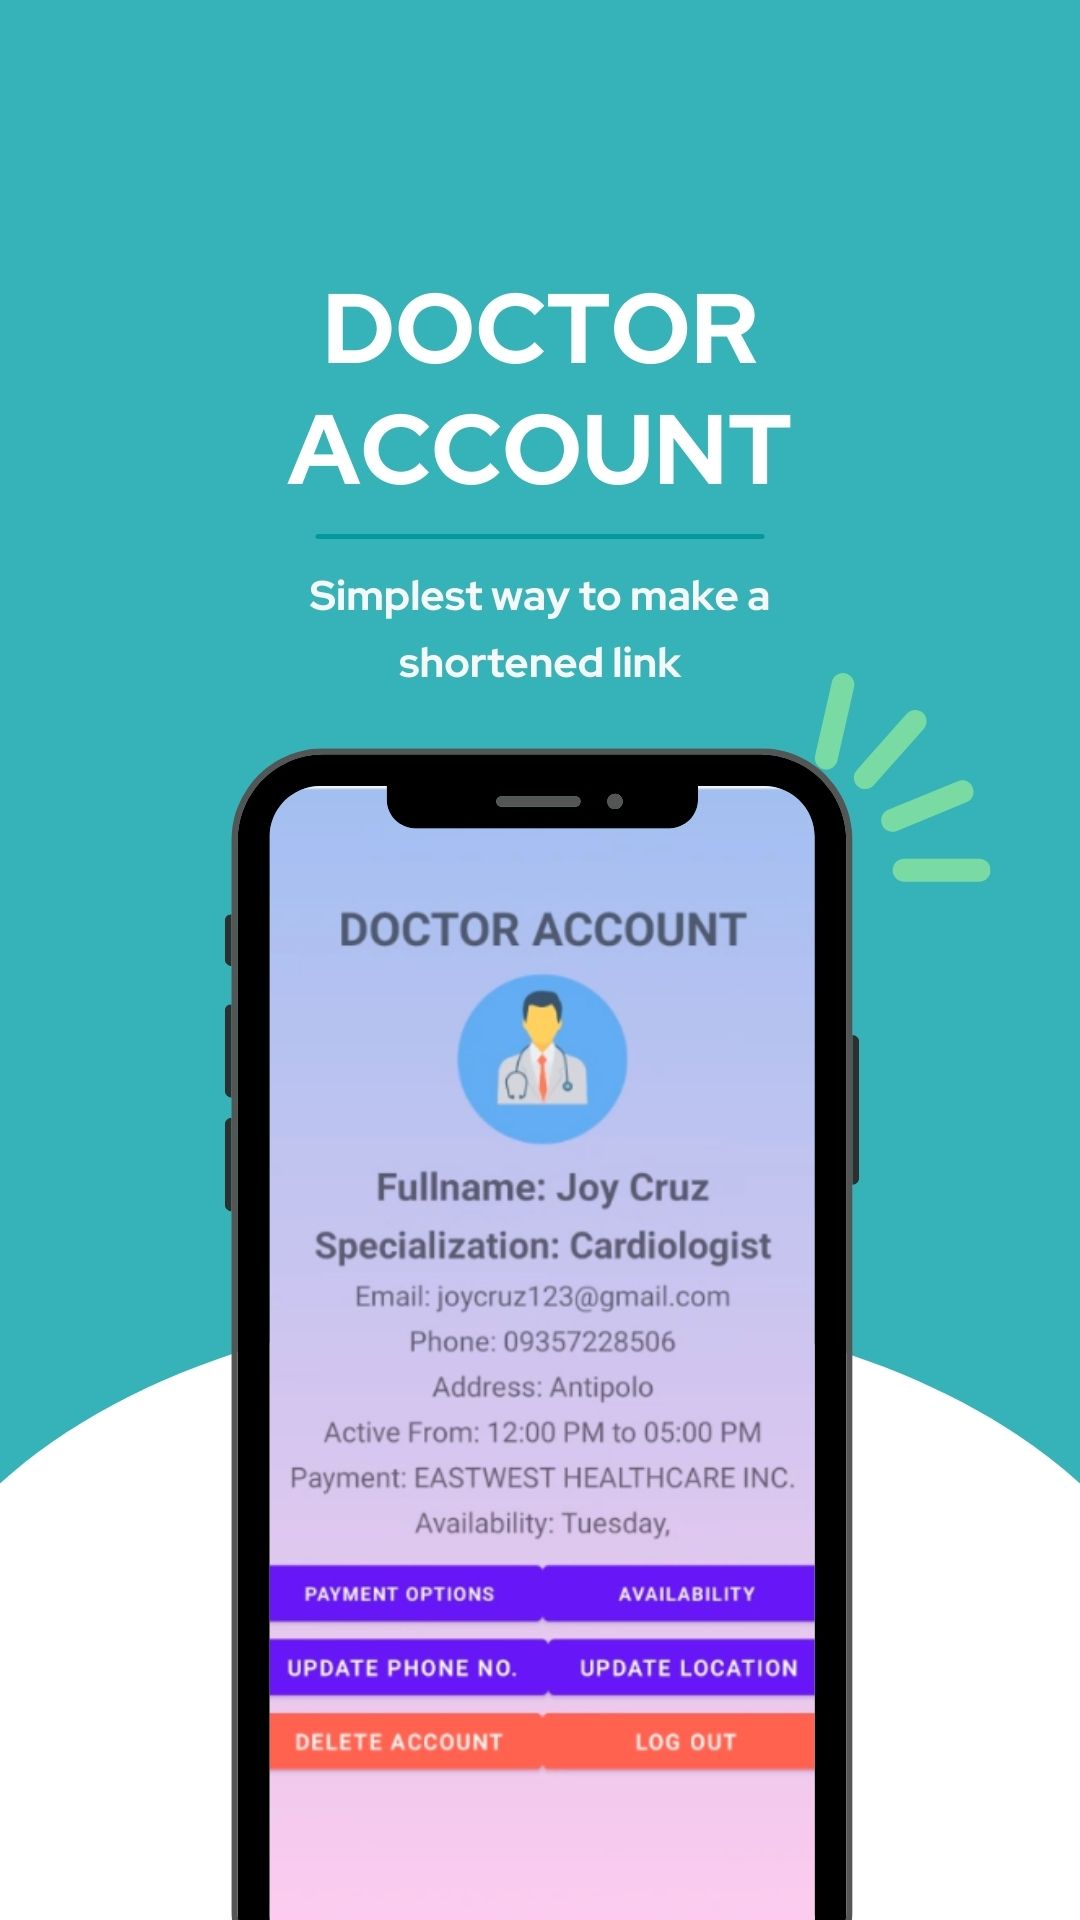 DOCTOR
ACCOUNT
Simplest way to make a
shortened link
DOCTOR ACCOUNT
Fullname: Joy Cruz
Specialization: Cardiologist
Email: joycruz123@gmail.com
Phone: 09357228506
Address: Antipolo
Active From: 12:00 PM to 05:00 PM
Payment: EASTWEST HEALTHCARE INC.
Availability: Tuesday,
PAYMENT OPTIONS AVAILABILITY
UPDATE PHONE NO. UPDATE LOCATION
DELETE ACCOUNT LOG OUT